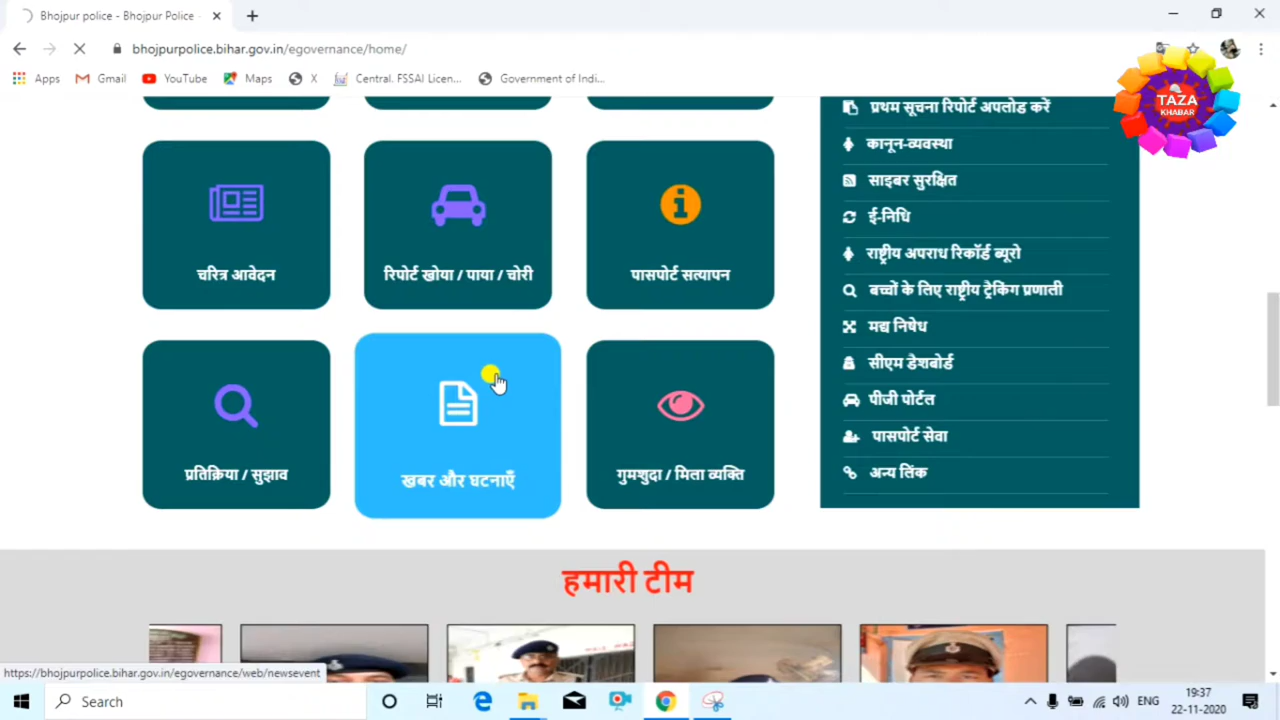 Bhojpur police - Bhojpur Police -
bhojpurpolice.bihar.gov.in/egovernance/home/
Apps Gmail YouTube Maps X Central. FSSAI Licen... Government of Indi...
TAZA
KHABAR
चरित्र आवेदन
रिपोर्ट खोया / पाया / चोरी
पासपोर्ट सत्यापन
प्रतिक्रिया / सुझाव
खबर और घटनाएँ
गुमशुदा / मिला व्यक्ति
प्रथम सूचना रिपोर्ट अपलोड करें
कानून-व्यवस्था
साइबर सुरक्षित
ई-निधि
राष्ट्रीय अपराध रिकॉर्ड ब्यूरो
बच्चों के लिए राष्ट्रीय ट्रेकिंग प्रणाली
मद्य निषेध
सीएम डेशबोर्ड
पीजी पोर्टल
पासपोर्ट सेवा
अन्य लिंक
हमारी टीम
https://bhojpurpolice.bihar.gov.in/egovernance/web/newsevent
Search
ENG
19:37
22-11-2020